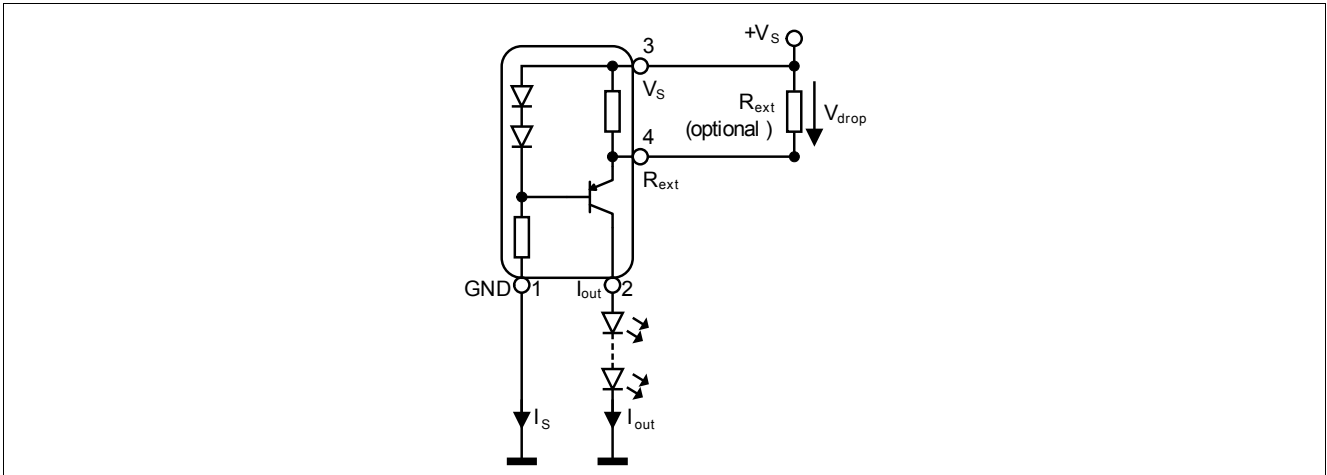 +VS
3
VS
Rext
(optional )
Vdrop
4
Rext
GND 1
Iout 2
IS
Iout